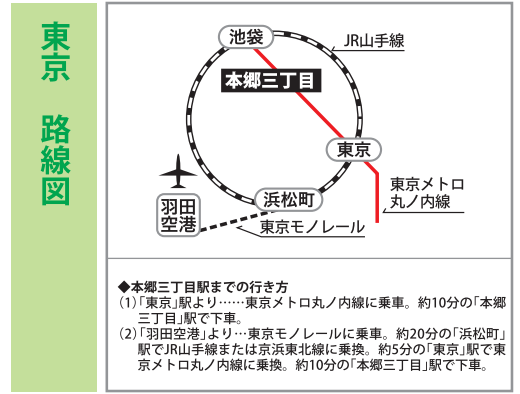 東京 路線図
池袋
JR山手線
本郷三丁目
東京
東京メトロ
丸ノ内線
浜松町
羽田
空港
東京モノレール
◆本郷三丁目駅までの行き方
(1)「東京」駅より……東京メトロ丸ノ内線に乗車。約10分の「本郷
三丁目」駅で下車。
(2)「羽田空港」より…東京モノレールに乗車。約20分の「浜松町」
駅でJR山手線または京浜東北線に乗換。約5分の「東京」駅で東
京メトロ丸ノ内線に乗換。約10分の「本郷三丁目」駅で下車。